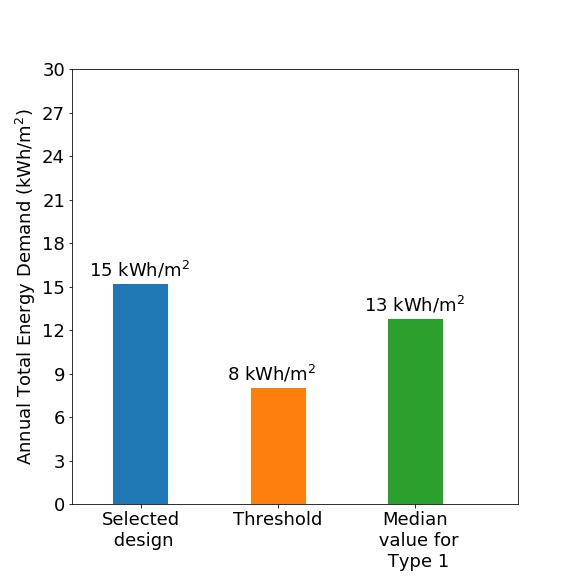 Annual Total Energy Demand (kWh/m²)
30
27
24
21
18
15
12
9
6
3
0
15 kWh/m²
8 kWh/m²
13 kWh/m²
Selected
design
Threshold
Median
value for
Type 1